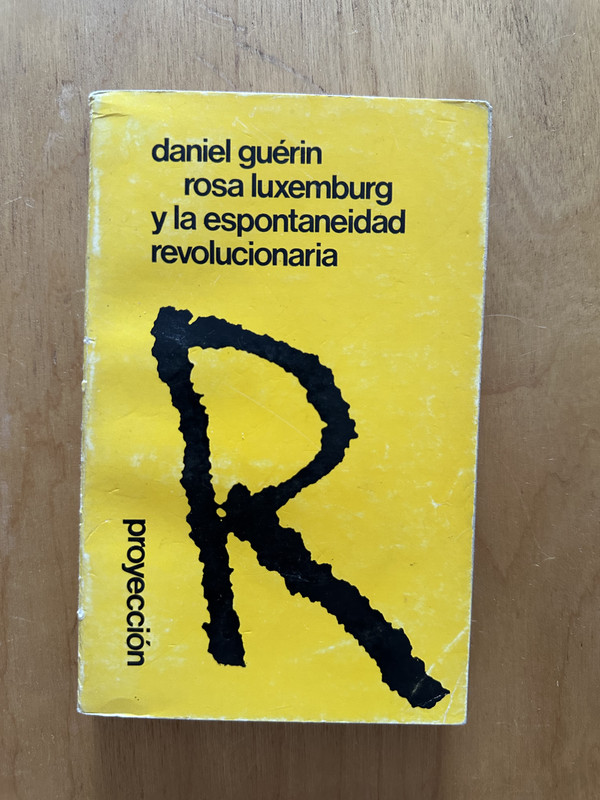 daniel guérin
rosa luxemburg
y la espontaneidad
revolucionaria
R
proyección